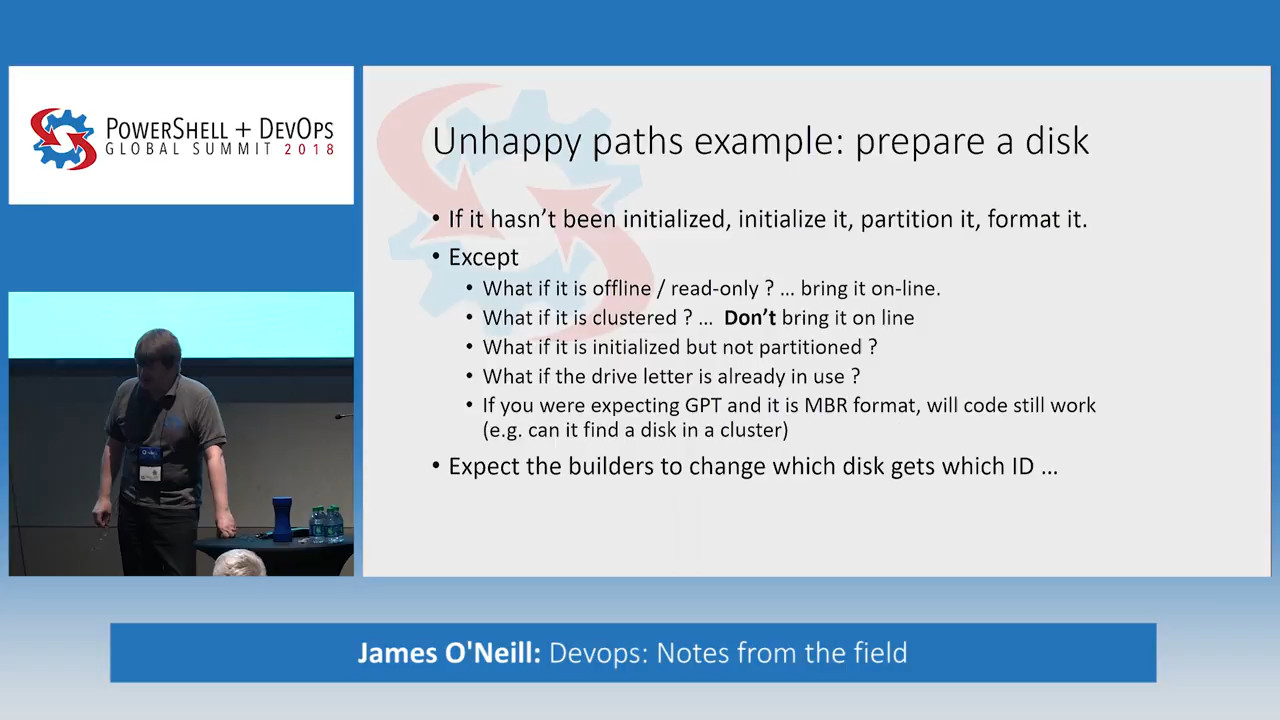 POWERSHELL + DEVOPS
GLOBAL SUMMIT 2018
Unhappy paths example: prepare a disk
• If it hasn’t been initialized, initialize it, partition it, format it.
• Except
• What if it is offline / read-only ? … bring it on-line.
• What if it is clustered ? … Don’t bring it on line
• What if it is initialized but not partitioned ?
• What if the drive letter is already in use ?
• If you were expecting GPT and it is MBR format, will code still work
(e.g. can it find a disk in a cluster)
• Expect the builders to change which disk gets which ID …
James O'Neill: Devops: Notes from the field